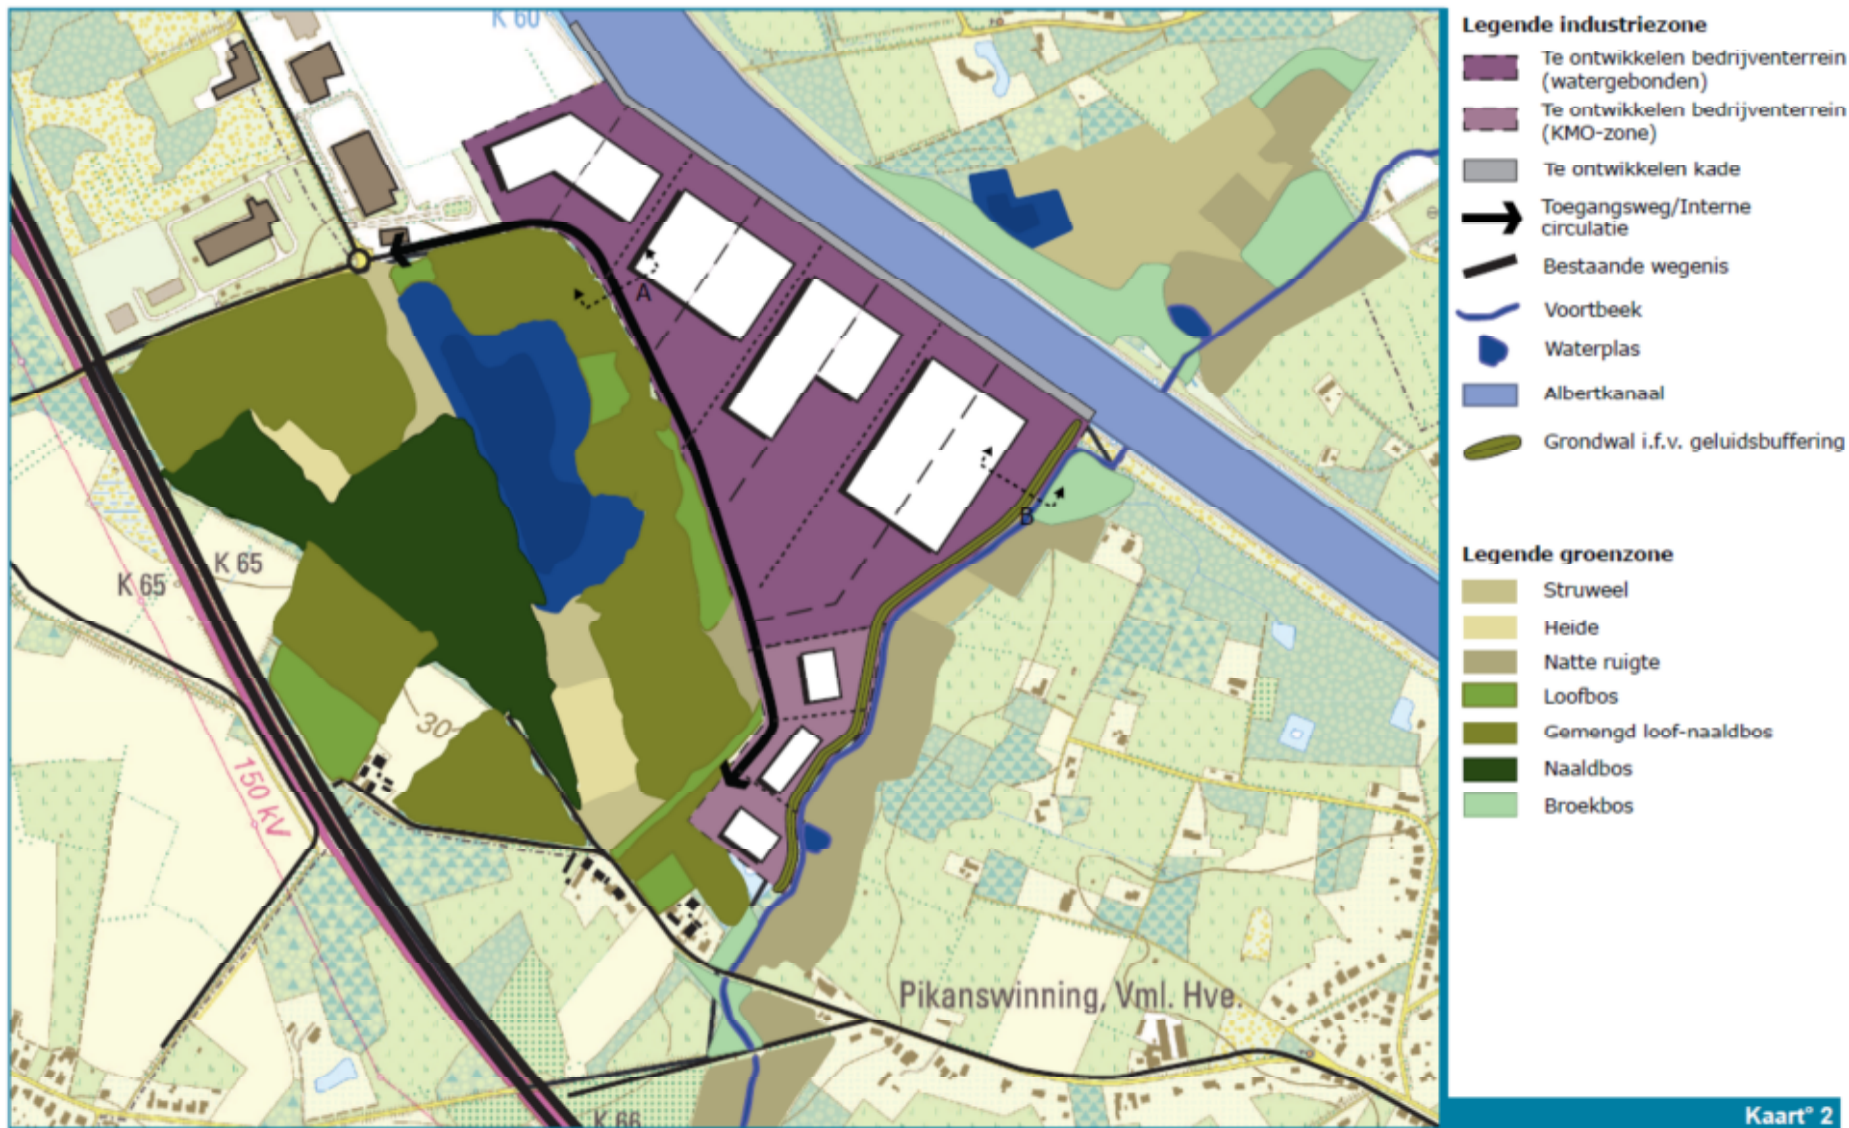 K 60
A
B
K 65
K 65
30
150 kV
Pikanswinning, Vml. Hve.
K 66
Legende industriezone
Te ontwikkelen bedrijventerrein
(watergebonden)
Te ontwikkelen bedrijventerrein
(KMO-zone)
Te ontwikkelen kade
Toegangsweg/Interne
circulatie
Bestaande wegenis
Voortbeek
Waterplas
Albertkanaal
Grondwal i.f.v. geluidsbuffering
Legende groenzone
Struweel
Heide
Natte ruigte
Loofbos
Gemengd loof-naaldbos
Naaldbos
Broekbos
Kaart° 2